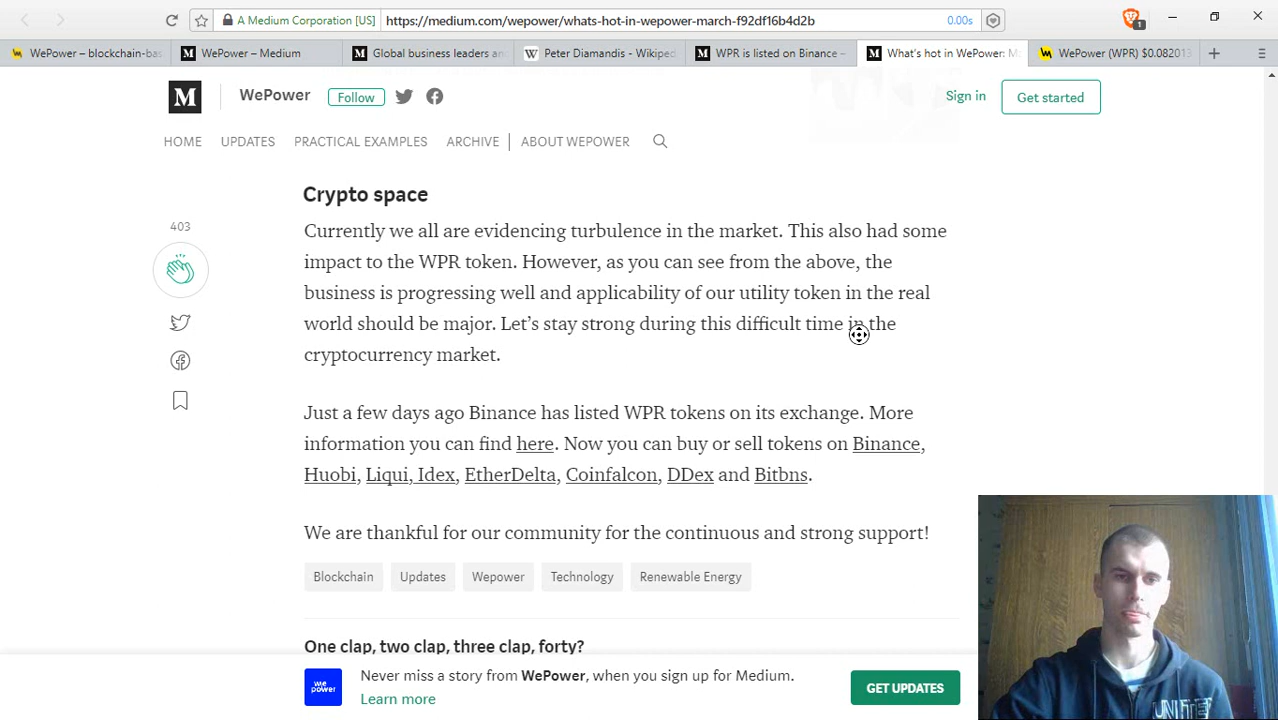 A Medium Corporation [US]
https://medium.com/wepower/whats-hot-in-wepower-march-f92df16b4d2b
0.00s
1
WePower – blockchain-bas
WePower – Medium
Global business leaders an
Peter Diamandis - Wikiped
WPR is listed on Binance –
What's hot in WePower: M
WePower (WPR) $0.082013
M
WePower
Follow
Sign in
Get started
HOME
UPDATES
PRACTICAL EXAMPLES
ARCHIVE
ABOUT WEPOWER
Crypto space
403
Currently we all are evidencing turbulence in the market. This also had some
impact to the WPR token. However, as you can see from the above, the
business is progressing well and applicability of our utility token in the real
world should be major. Let's stay strong during this difficult time in the
cryptocurrency market.
Just a few days ago Binance has listed WPR tokens on its exchange. More
information you can find here. Now you can buy or sell tokens on Binance,
Huobi, Liqui, Idex, EtherDelta, Coinfalcon, DDex and Bitbns.
We are thankful for our community for the continuous and strong support!
Blockchain
Updates
Wepower
Technology
Renewable Energy
One clap, two clap, three clap, forty?
we
power
Never miss a story from WePower, when you sign up for Medium.
Learn more
GET UPDATES